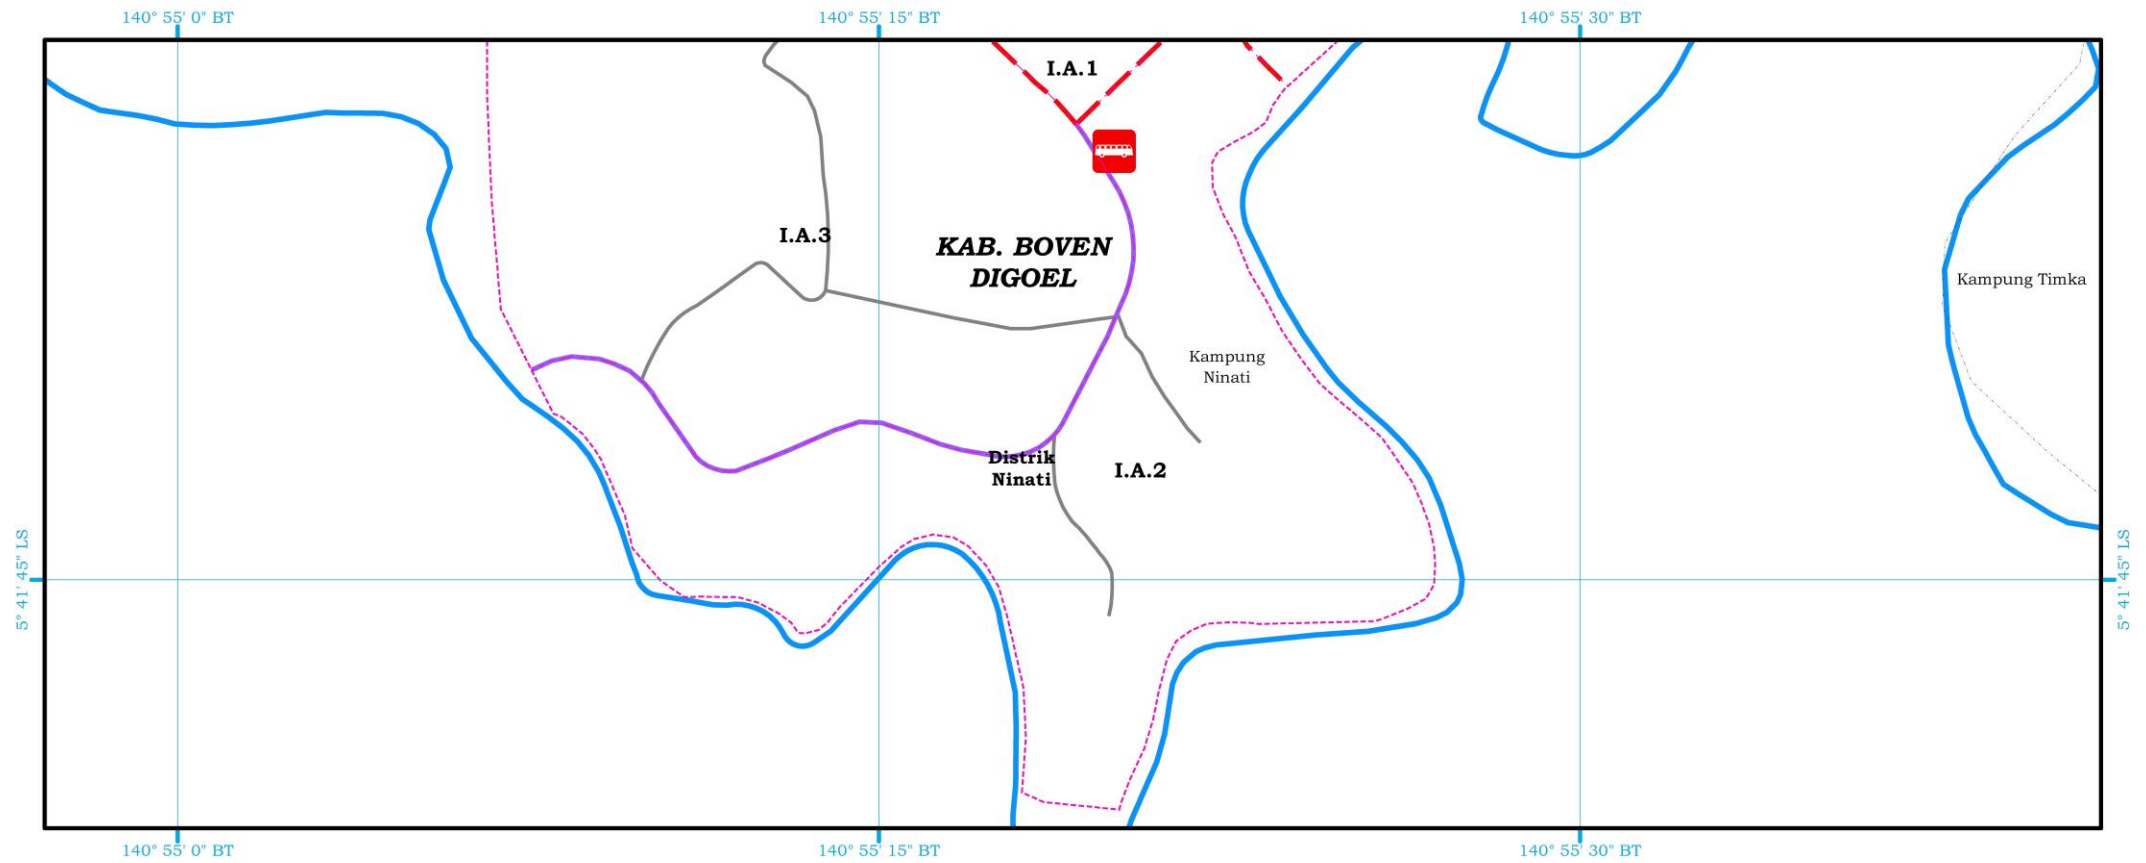 140° 55' 0" BT
140° 55' 15" BT
140° 55' 30" BT
I.A.1
I.A.3
KAB. BOVEN
DIGOEL
Kampung Timka
Kampung
Ninati
Distrik
Ninati
I.A.2
5° 41' 45" LS
5° 41' 45" LS
140° 55' 0" BT
140° 55' 15" BT
140° 55' 30" BT